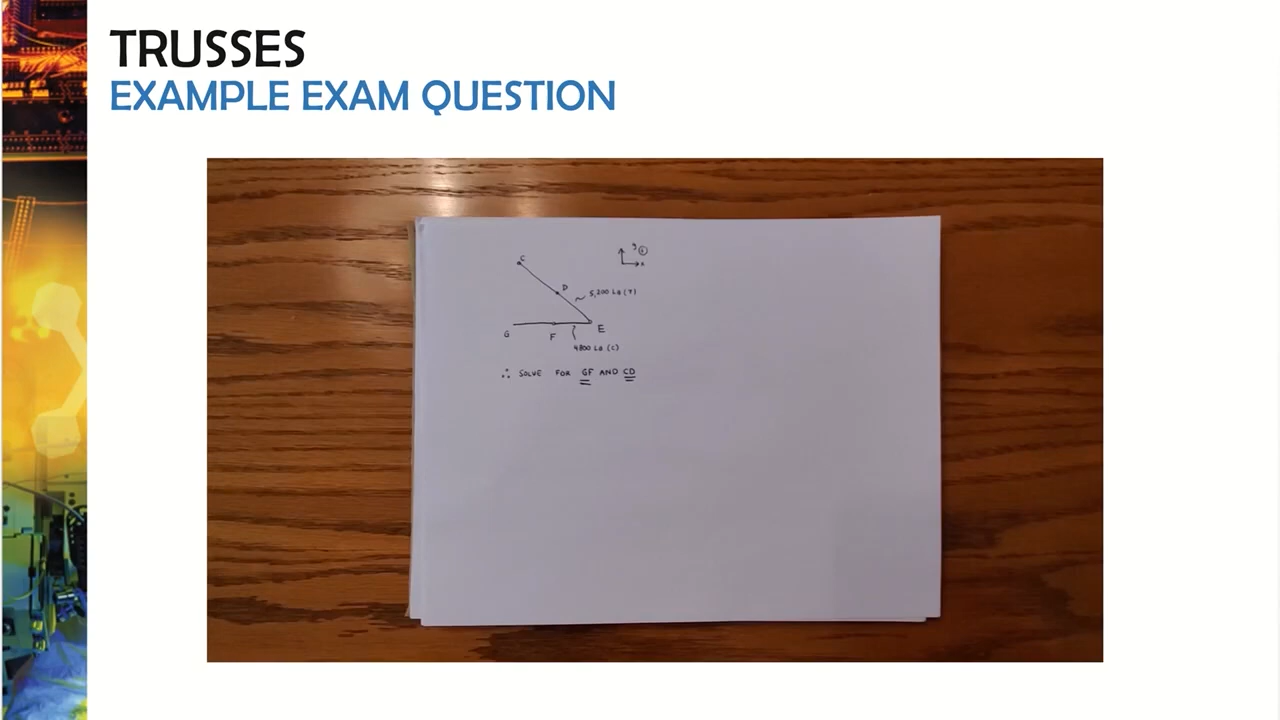 TRUSSES
EXAMPLE EXAM QUESTION
C
y +
x
D
5,200 LB (T)
G
F
E
4800 LB (C)
∴ SOLVE FOR GF AND CD